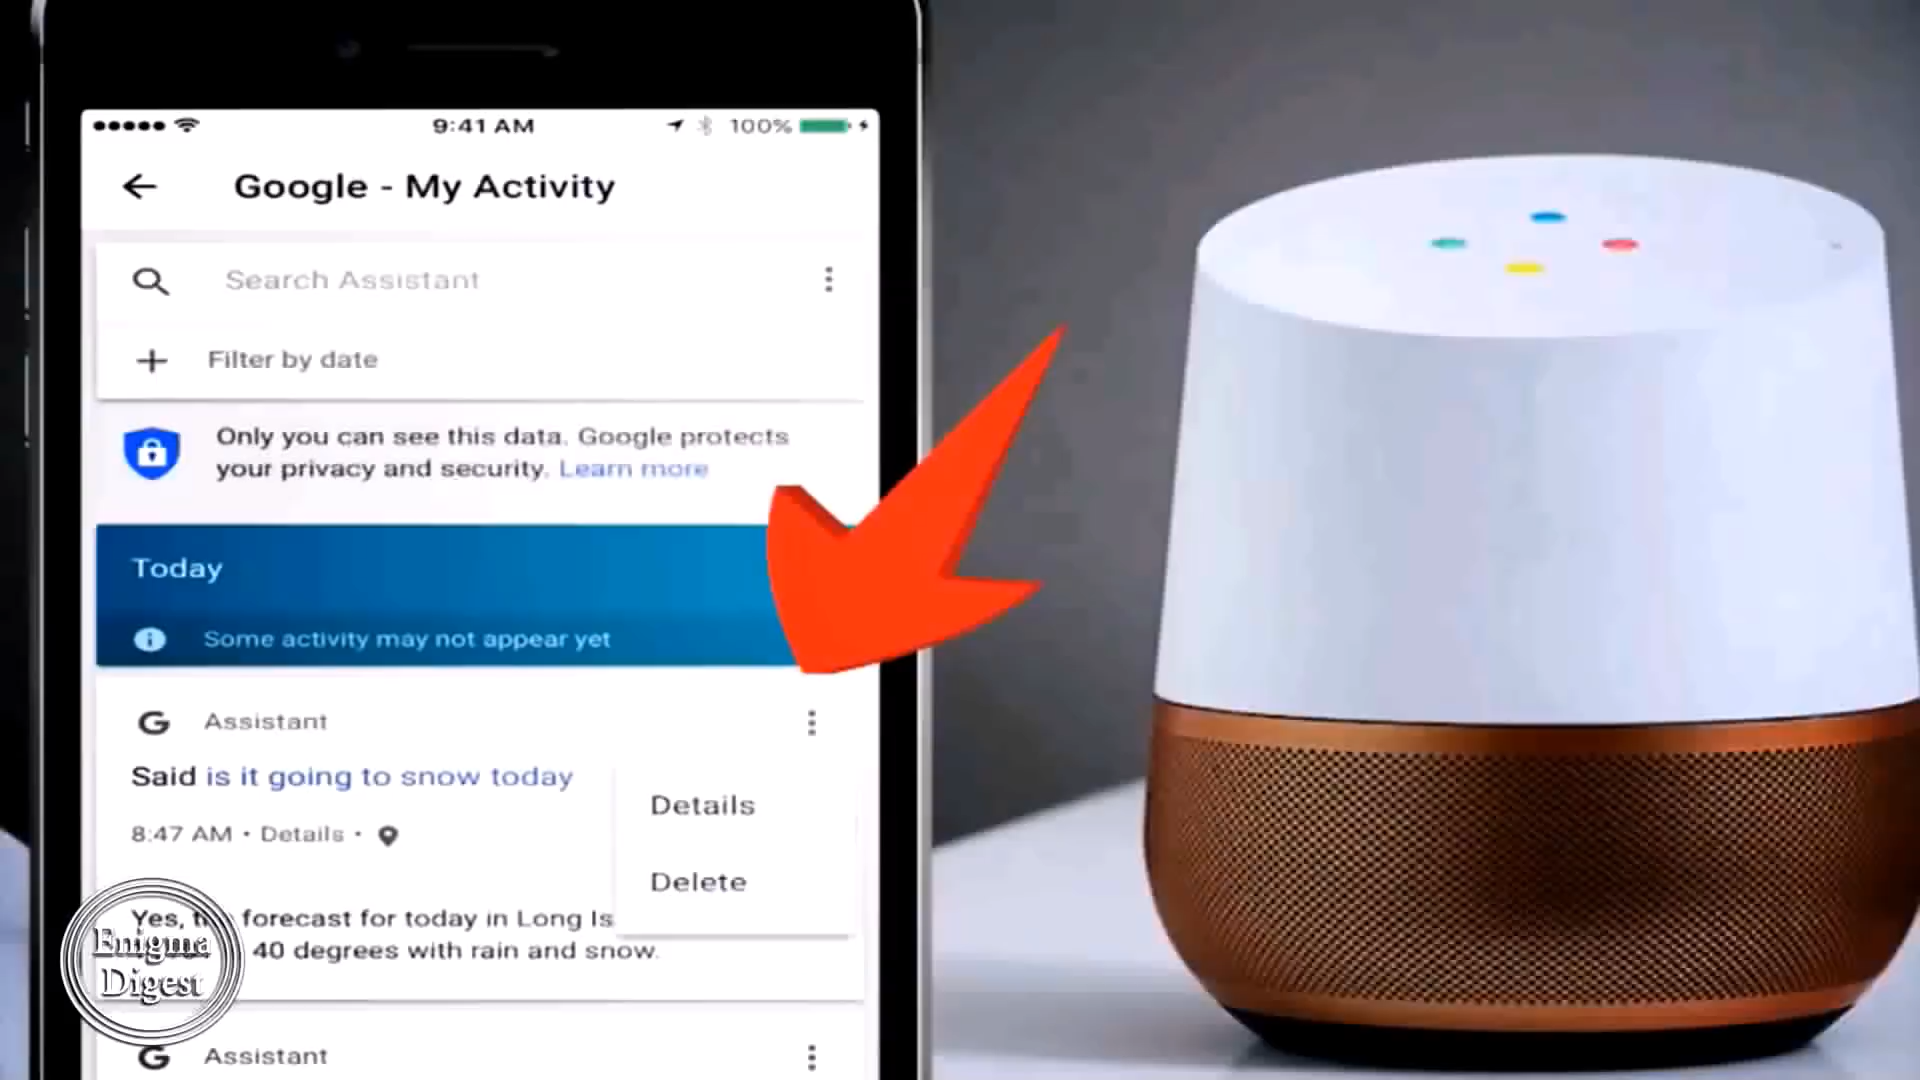 9:41 AM
100%
Google - My Activity
Search Assistant
Filter by date
Only you can see this data. Google protects
your privacy and security. Learn more
Today
Some activity may not appear yet
G Assistant
Said is it going to snow today
8:47 AM • Details •
Details
Delete
Yes, forecast for today in Long
40 degrees with rain and snow.
Enigma
Digest
G Assistant